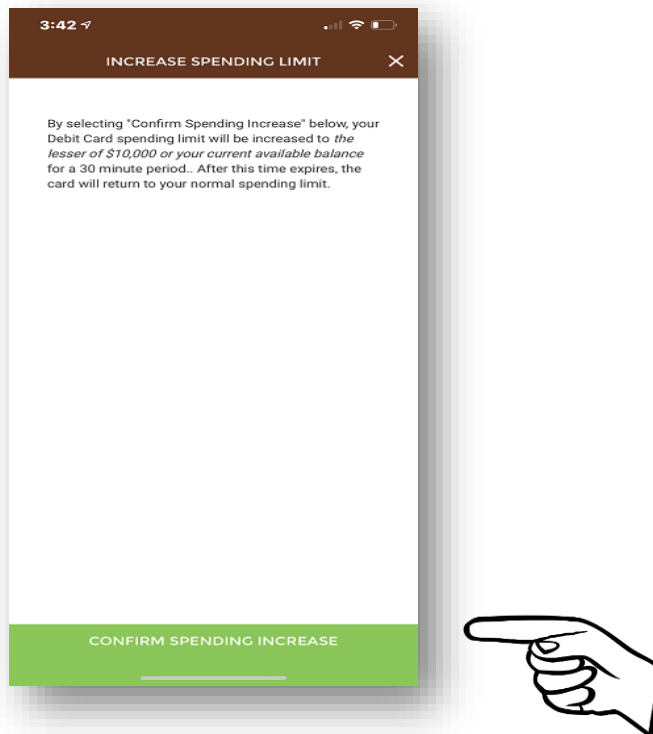 3:42
INCREASE SPENDING LIMIT
By selecting "Confirm Spending Increase" below, your
Debit Card spending limit will be increased to the
lesser of $10,000 or your current available balance
for a 30 minute period.. After this time expires, the
card will return to your normal spending limit.
CONFIRM SPENDING INCREASE